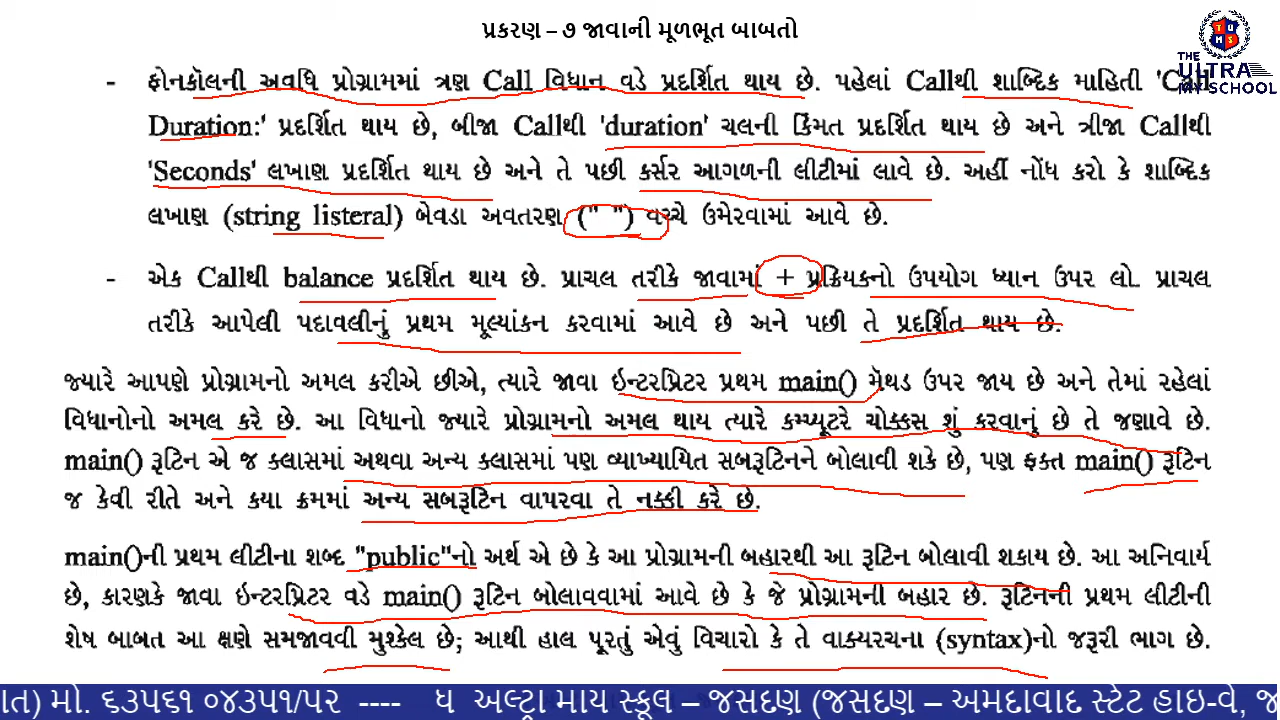 પ્રકરણ – ૭ જાવાની મૂળભૂત બાબતો
THE
ULTRA
MY SCHOOL
TUMS
- ફોનકૉલની અવધિ પ્રોગ્રામમાં ત્રણ Call વિધાન વડે પ્રદર્શિત થાય છે. પહેલાં Callથી શાબ્દિક માહિતી 'Call
Duration:' પ્રદર્શિત થાય છે, બીજા Callથી 'duration' ચલની કિંમત પ્રદર્શિત થાય છે અને ત્રીજા Callથી
'Seconds' લખાણ પ્રદર્શિત થાય છે અને તે પછી કર્સર આગળની લીટીમાં લાવે છે. અહીં નોંધ કરો કે શાબ્દિક
લખાણ (string listeral) બેવડા અવતરણ (" ") વચ્ચે ઉમેરવામાં આવે છે.
- એક Callથી balance પ્રદર્શિત થાય છે. પ્રાચલ તરીકે જાવામાં + પ્રક્રિયકનો ઉપયોગ ધ્યાન ઉપર લો. પ્રાચલ
તરીકે આપેલી પદાવલીનું પ્રથમ મૂલ્યાંકન કરવામાં આવે છે અને પછી તે પ્રદર્શિત થાય છે.
જ્યારે આપણે પ્રોગ્રામનો અમલ કરીએ છીએ, ત્યારે જાવા ઇન્ટરપ્રિટર પ્રથમ main() મૅથડ ઉપર જાય છે અને તેમાં રહેલાં
વિધાનોનો અમલ કરે છે. આ વિધાનો જ્યારે પ્રોગ્રામનો અમલ થાય ત્યારે કમ્પ્યૂટરે ચોક્કસ શું કરવાનું છે તે જણાવે છે.
main() રૂટિન એ જ ક્લાસમાં અથવા અન્ય ક્લાસમાં પણ વ્યાખ્યાયિત સબરૂટિનને બોલાવી શકે છે, પણ ફક્ત main() રૂટિન
જ કેવી રીતે અને કયા ક્રમમાં અન્ય સબરૂટિન વાપરવા તે નક્કી કરે છે.
main()ની પ્રથમ લીટીના શબ્દ "public"નો અર્થ એ છે કે આ પ્રોગ્રામની બહારથી આ રૂટિન બોલાવી શકાય છે. આ અનિવાર્ય
છે, કારણકે જાવા ઇન્ટરપ્રિટર વડે main() રૂટિન બોલાવવામાં આવે છે કે જે પ્રોગ્રામની બહાર છે. રૂટિનની પ્રથમ લીટીની
શેષ બાબત આ ક્ષણે સમજાવવી મુશ્કેલ છે; આથી હાલ પૂરતું એવું વિચારો કે તે વાક્યરચના (syntax)નો જરૂરી ભાગ છે.
ાત) મો. ૬૩૫૬૧ ૦૪૩૫૧/૫૨ ---- ધ અલ્ટ્રા માય સ્કૂલ – જસદણ (જસદણ – અમદાવાદ સ્ટેટ હાઇ-વે, જ